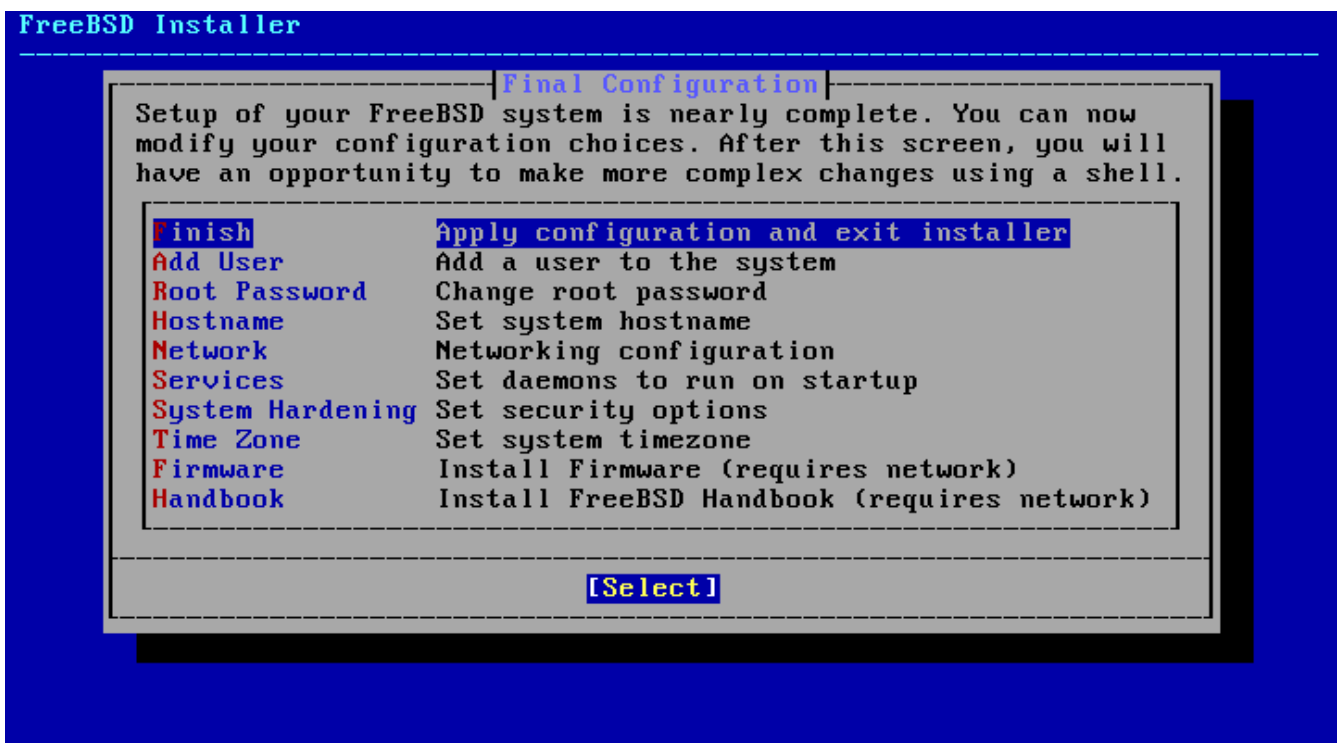 FreeBSD Installer
Final Configuration
Setup of your FreeBSD system is nearly complete. You can now
modify your configuration choices. After this screen, you will
have an opportunity to make more complex changes using a shell.
Finish Apply configuration and exit installer
Add User Add a user to the system
Root Password Change root password
Hostname Set system hostname
Network Networking configuration
Services Set daemons to run on startup
System Hardening Set security options
Time Zone Set system timezone
Firmware Install Firmware (requires network)
Handbook Install FreeBSD Handbook (requires network)
[Select]